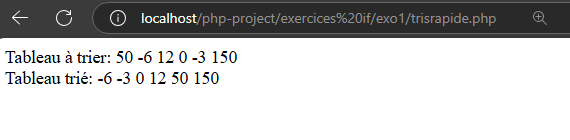 localhost/php-project/exercices%20if/exo1/trisrapide.php
Tableau à trier: 50 -6 12 0 -3 150
Tableau trié: -6 -3 0 12 50 150